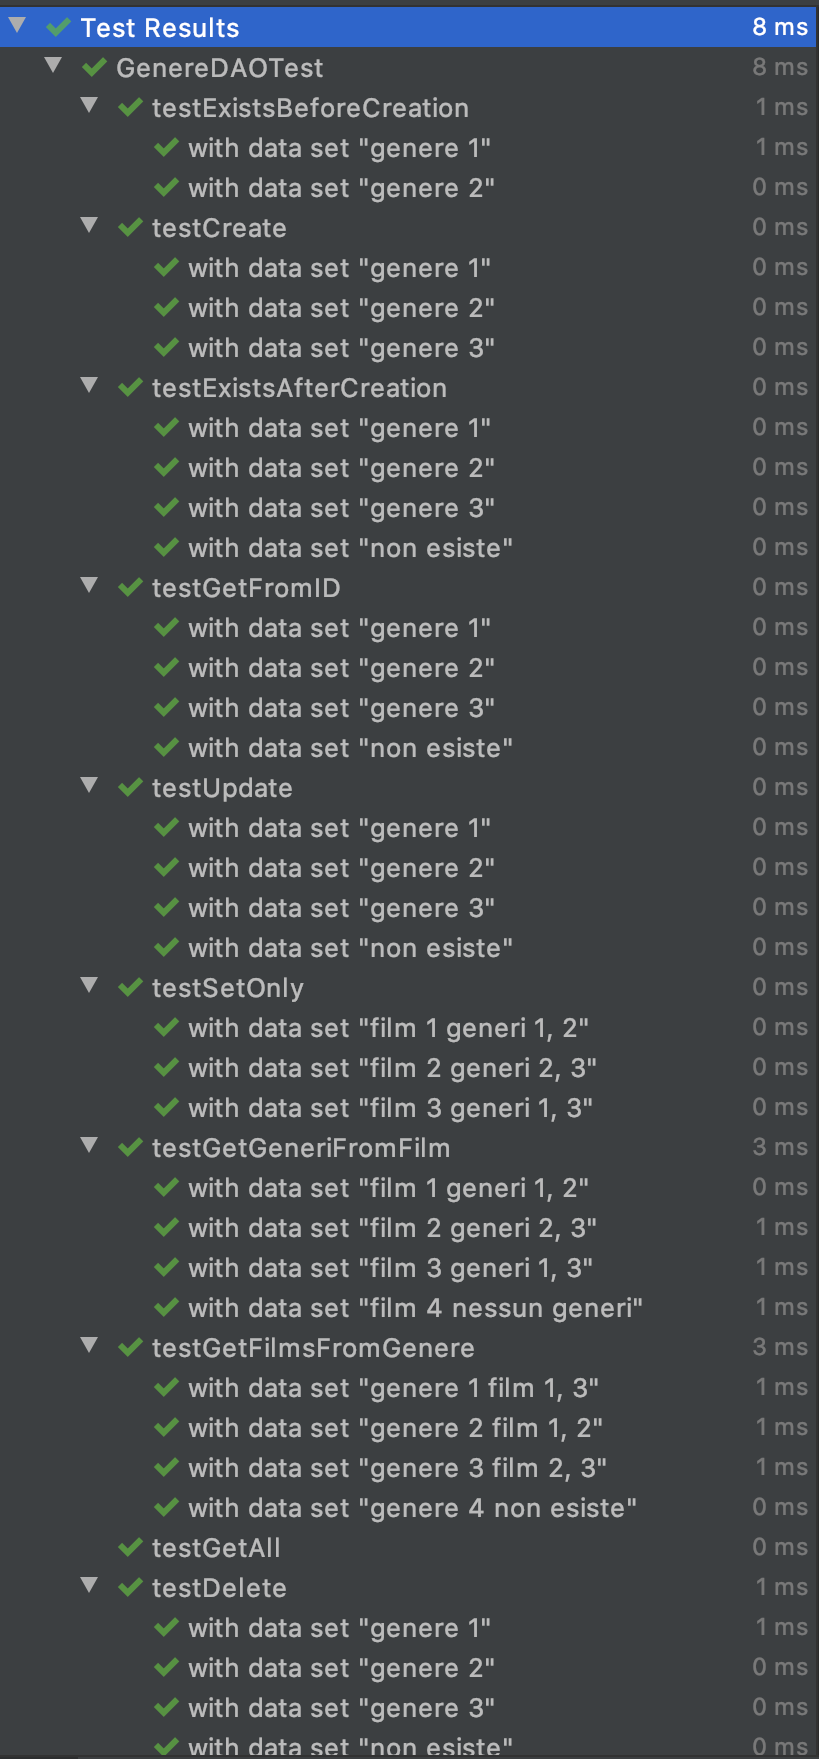 Test Results 8 ms
GenereDAOTest 8 ms
testExistsBeforeCreation 1 ms
with data set "genere 1" 1 ms
with data set "genere 2" 0 ms
testCreate 0 ms
with data set "genere 1" 0 ms
with data set "genere 2" 0 ms
with data set "genere 3" 0 ms
testExistsAfterCreation 0 ms
with data set "genere 1" 0 ms
with data set "genere 2" 0 ms
with data set "genere 3" 0 ms
with data set "non esiste" 0 ms
testGetFromID 0 ms
with data set "genere 1" 0 ms
with data set "genere 2" 0 ms
with data set "genere 3" 0 ms
with data set "non esiste" 0 ms
testUpdate 0 ms
with data set "genere 1" 0 ms
with data set "genere 2" 0 ms
with data set "genere 3" 0 ms
with data set "non esiste" 0 ms
testSetOnly 0 ms
with data set "film 1 generi 1, 2" 0 ms
with data set "film 2 generi 2, 3" 0 ms
with data set "film 3 generi 1, 3" 0 ms
testGetGeneriFromFilm 3 ms
with data set "film 1 generi 1, 2" 0 ms
with data set "film 2 generi 2, 3" 1 ms
with data set "film 3 generi 1, 3" 1 ms
with data set "film 4 nessun generi" 1 ms
testGetFilmsFromGenere 3 ms
with data set "genere 1 film 1, 3" 1 ms
with data set "genere 2 film 1, 2" 1 ms
with data set "genere 3 film 2, 3" 1 ms
with data set "genere 4 non esiste" 0 ms
testGetAll 0 ms
testDelete 1 ms
with data set "genere 1" 1 ms
with data set "genere 2" 0 ms
with data set "genere 3" 0 ms
with data set "non esiste" 0 ms